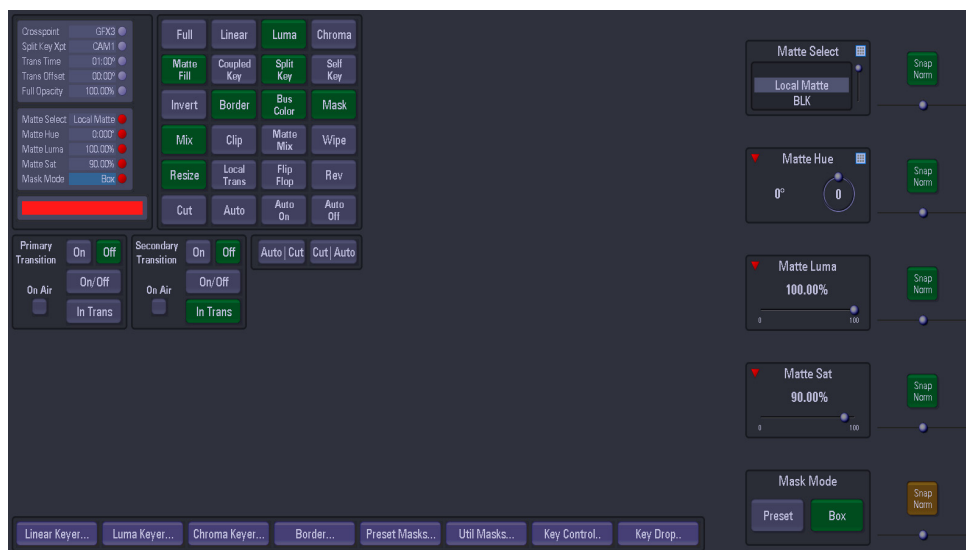 Crosspoint GFX3
Split Key Xpt CAM1
Trans Time 01:00°
Trans Offset 00:00°
Full Opacity 100.00%
Matte Select Local Matte
Matte Hue 0.000°
Matte Luma 100.00%
Matte Sat 90.00%
Mask Mode Box
Full Linear Luma Chroma
Matte Fill Coupled Key Split Key Self Key
Invert Border Bus Color Mask
Mix Clip Matte Mix Wipe
Resize Local Trans Flip Flop Rev
Cut Auto Auto On Auto Off
Primary Transition On Off
On/Off
On Air
In Trans
Secondary Transition On Off
On/Off
On Air
In Trans
Auto | Cut Cut | Auto
Matte Select
Local Matte
BLK
Snap Norm
Matte Hue
0° 0
Snap Norm
Matte Luma
100.00%
0 100
Snap Norm
Matte Sat
90.00%
0 100
Snap Norm
Mask Mode
Preset Box
Snap Norm
Linear Keyer... Luma Keyer... Chroma Keyer... Border... Preset Masks... Util Masks... Key Control.. Key Drop..